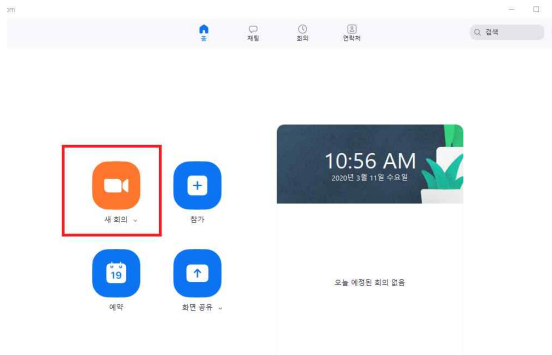 om
홈
채팅
회의
연락처
검색
10:56 AM
2020년 3월 11일 수요일
새 회의
참가
19
예약
화면 공유
오늘 예정된 회의 없음